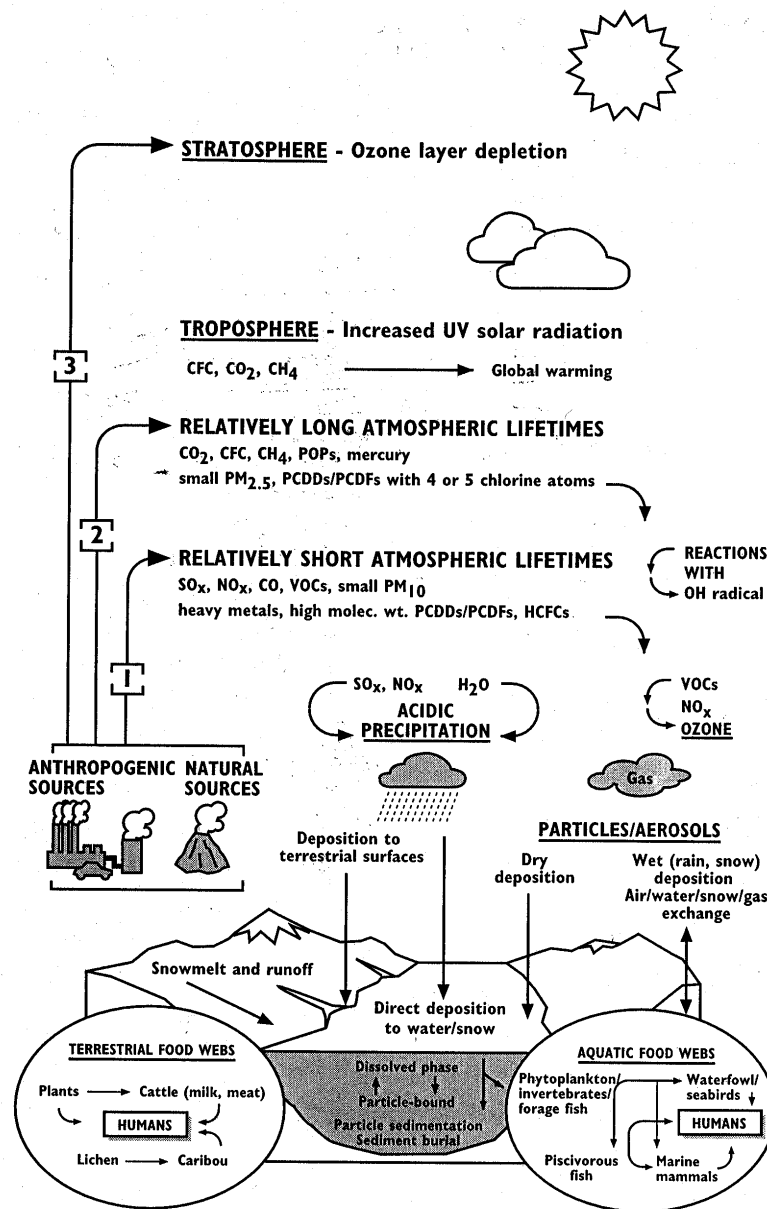 STRATOSPHERE - Ozone layer depletion
TROPOSPHERE - Increased UV solar radiation
CFC, CO2, CH4
Global warming
3
RELATIVELY LONG ATMOSPHERIC LIFETIMES
CO2, CFC, CH4, POPs, mercury
small PM2.5, PCDDs/PCDFs with 4 or 5 chlorine atoms
2
RELATIVELY SHORT ATMOSPHERIC LIFETIMES
SOx, NOx, CO, VOCs, small PM10
heavy metals, high molec. wt. PCDDs/PCDFs, HCFCs
REACTIONS
WITH
OH radical
1
SOx, NOx H2O
ACIDIC
PRECIPITATION
VOCs
NOx
OZONE
ANTHROPOGENIC
SOURCES
NATURAL
SOURCES
Gas
PARTICLES/AEROSOLS
Deposition to
terrestrial surfaces
Dry
deposition
Wet (rain, snow)
deposition
Air/water/snow/gas
exchange
Snowmelt and runoff
Direct deposition
to water/snow
TERRESTRIAL FOOD WEBS
Plants
Cattle (milk, meat)
HUMANS
Lichen
Caribou
Dissolved phase
Particle-bound
Particle sedimentation
Sediment burial
AQUATIC FOOD WEBS
Phytoplankton/
invertebrates/
forage fish
Waterfowl/
seabirds
HUMANS
Piscivorous
fish
Marine
mammals